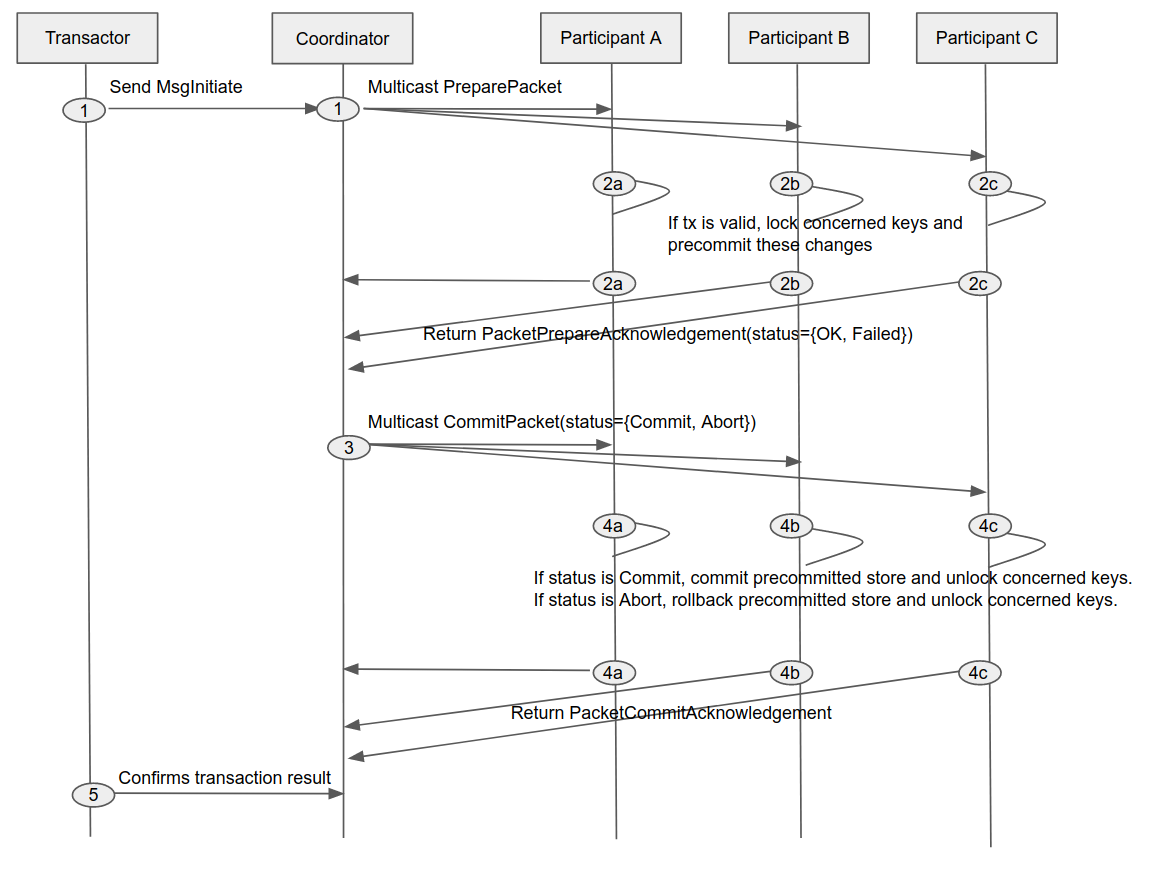 Transactor
Coordinator
Participant A
Participant B
Participant C
Send MsgInitiate
Multicast PreparePacket
1
1
2a
2b
2c
If tx is valid, lock concerned keys and
precommit these changes
2a
2b
2c
Return PacketPrepareAcknowledgement(status={OK, Failed})
Multicast CommitPacket(status={Commit, Abort})
3
4a
4b
4c
If status is Commit, commit precommitted store and unlock concerned keys.
If status is Abort, rollback precommitted store and unlock concerned keys.
4a
4b
4c
Return PacketCommitAcknowledgement
Confirms transaction result
5